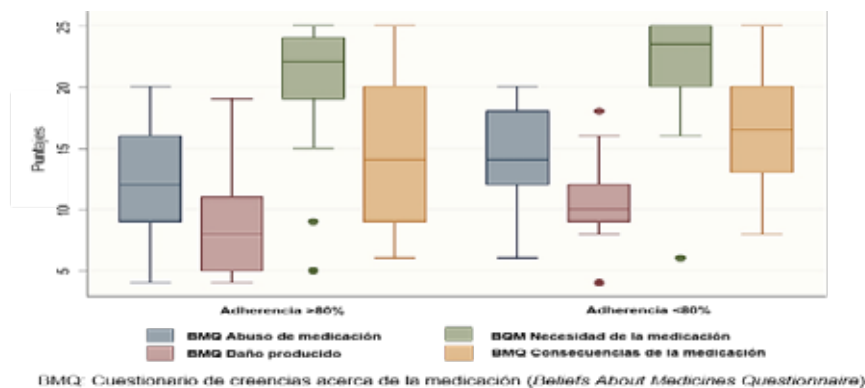 25
20
15
10
5
Puntajes
Adherencia >80% Adherencia <80%
BMQ Abuso de medicación BQM Necesidad de la medicación
BMQ Daño producido BMQ Consecuencias de la medicación
BMQ: Cuestionario de creencias acerca de la medicación (Beliefs About Medicines Questionnaire)